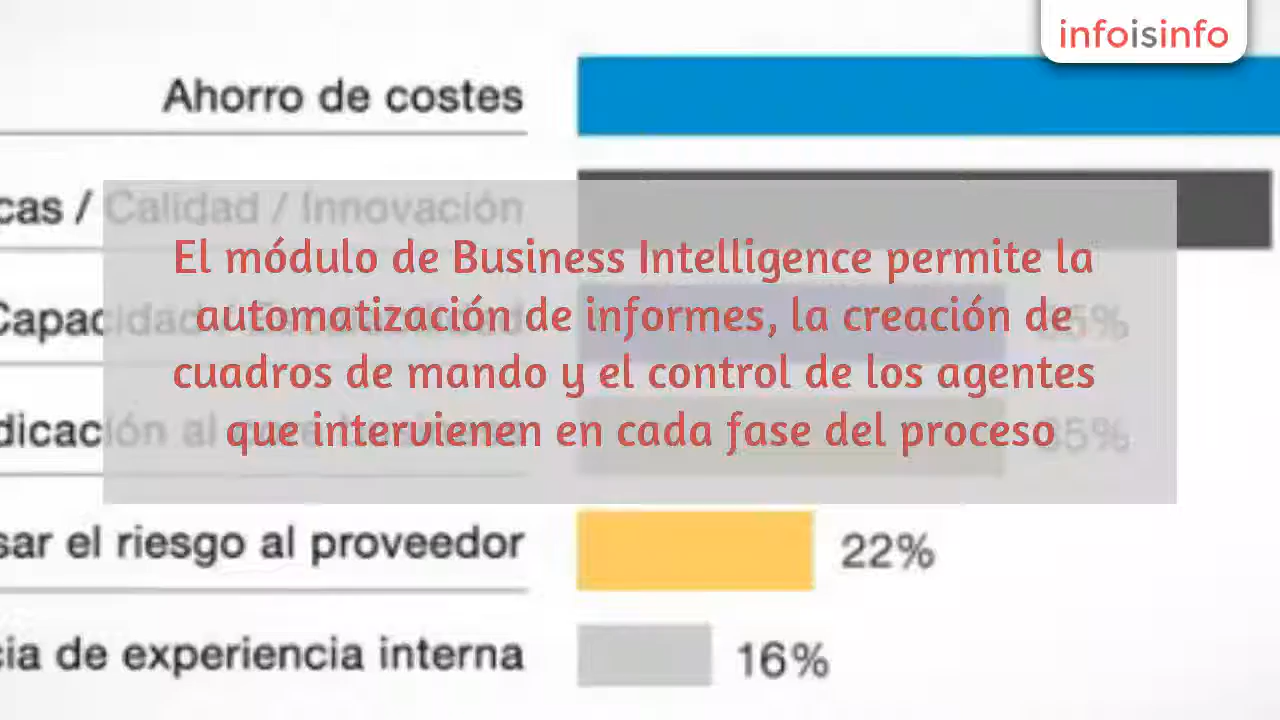 infoisinfo
Ahorro de costes
cas / Calidad / Innovación
El módulo de Business Intelligence permite la
automatización de informes, la creación de
cuadros de mando y el control de los agentes
que intervienen en cada fase del proceso
sar el riesgo al proveedor
22%
cia de experiencia interna
16%